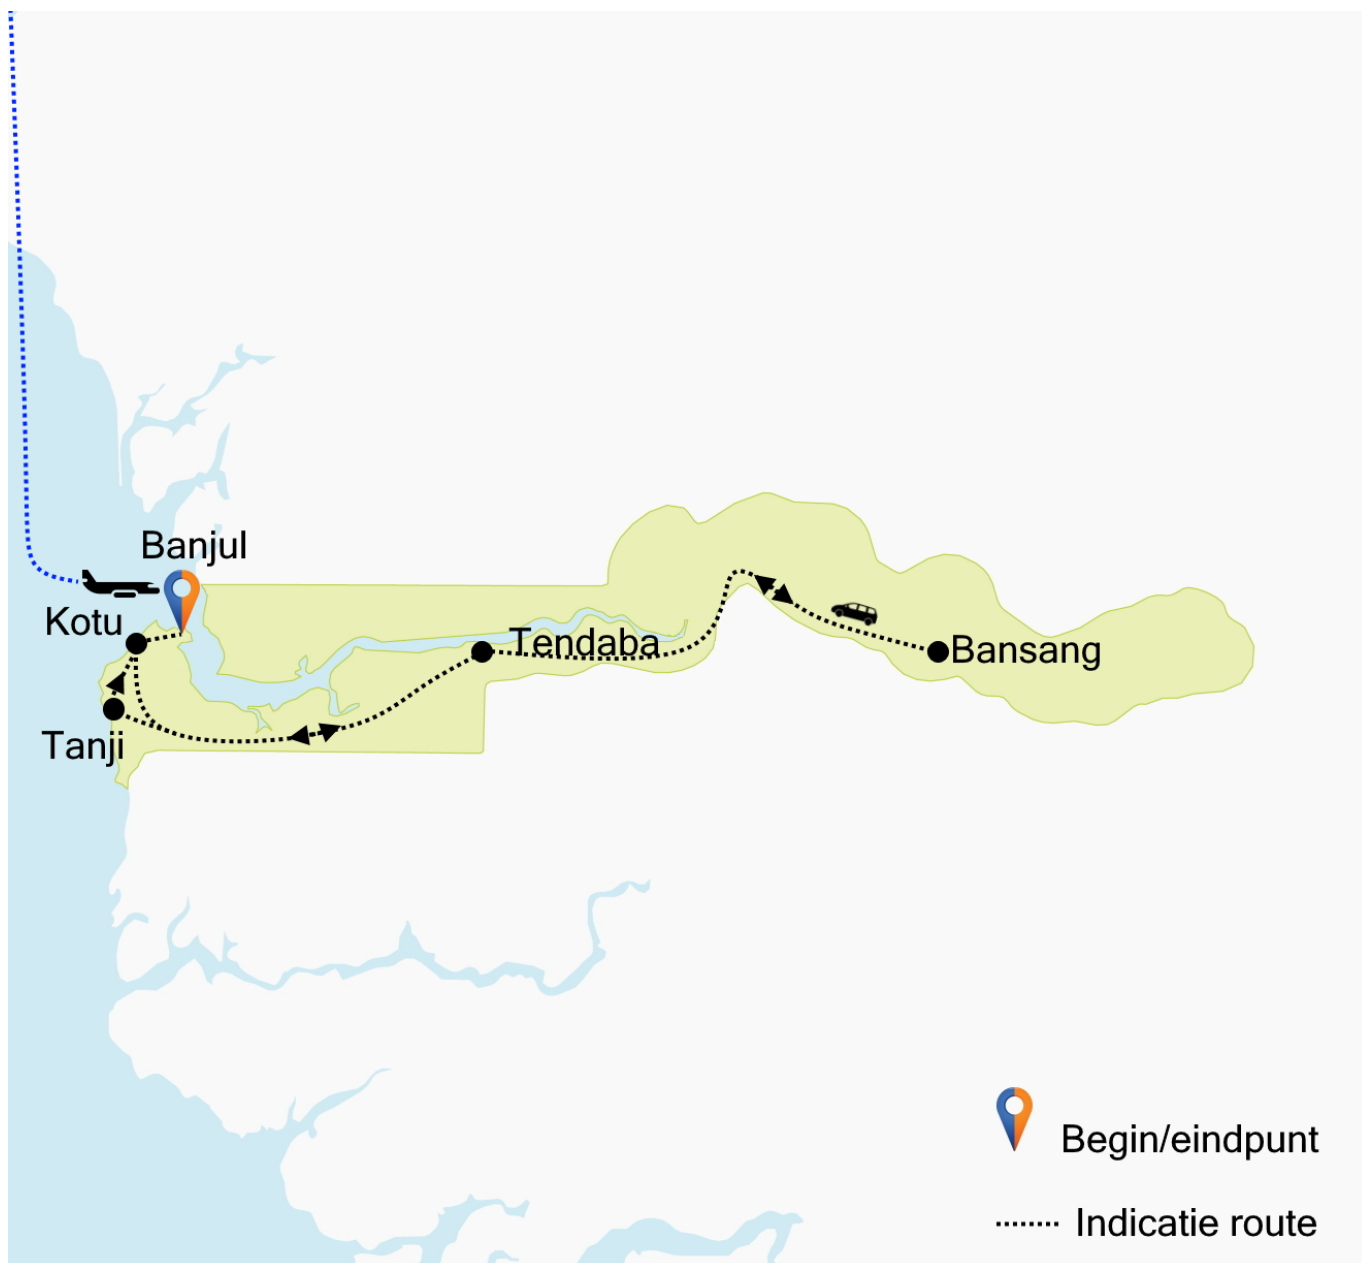 Banjul
Kotu
Tendaba
Bansang
Tanji
Begin/eindpunt
Indicatie route